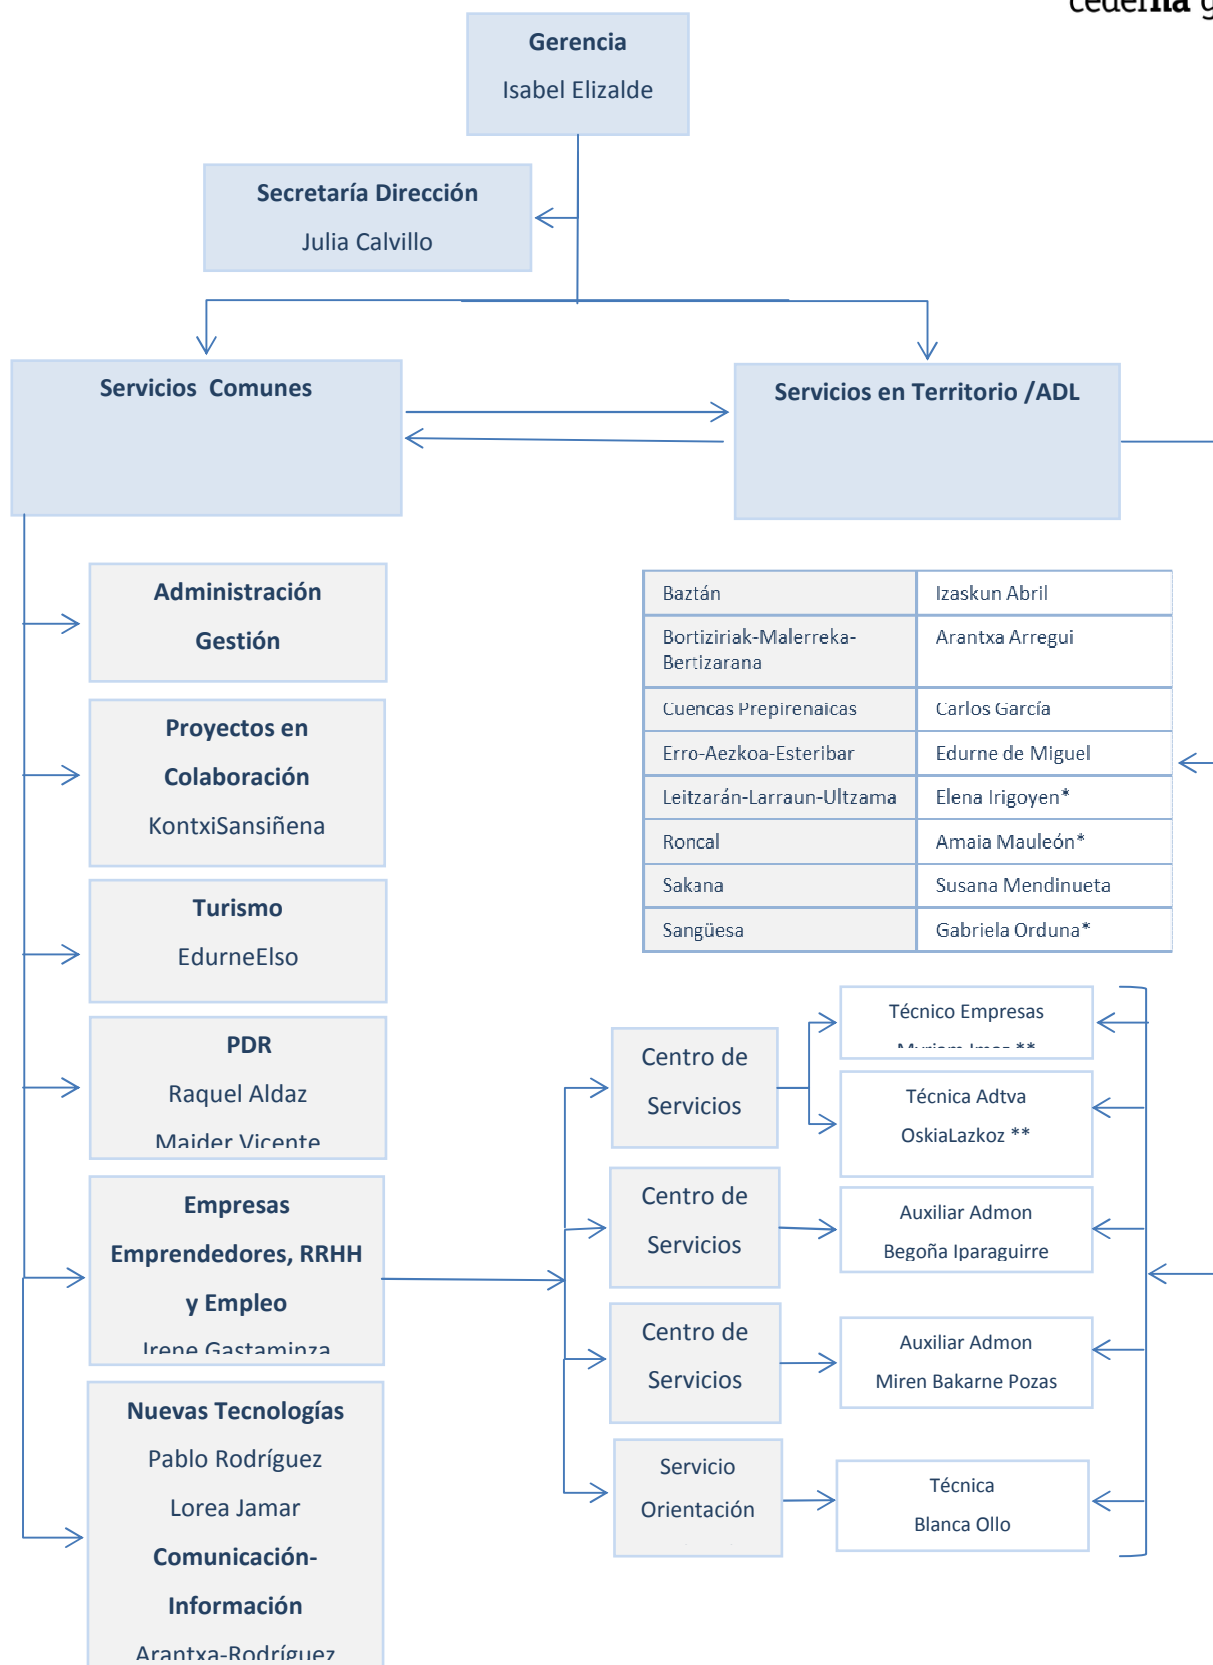 cederna g
Gerencia
Isabel Elizalde
Secretaría Dirección
Julia Calvillo
Servicios Comunes
Servicios en Territorio /ADL
Administración
Gestión
Proyectos en
Colaboración
KontxiSansiñena
Turismo
EdurneElso
PDR
Raquel Aldaz
Maider Vicente
Empresas
Emprendedores, RRHH
y Empleo
Irene Gastaminza
Nuevas Tecnologías
Pablo Rodríguez
Lorea Jamar
Comunicación-
Información
Arantxa-Rodríguez
Baztán Izaskun Abril
Bortiziriak-Malerreka- Arantxa Arregui
Bertizarana
Cuencas Prepirenaicas Carlos García
Erro-Aezkoa-Esteribar Edurne de Miguel
Leitzarán-Larraun-Ultzama Elena Irigoyen*
Roncal Amaia Mauleón*
Sakana Susana Mendinueta
Sangüesa Gabriela Orduna*
Centro de
Servicios
Técnico Empresas
Myriam Imaz **
Técnica Adtva
OskiaLazkoz **
Centro de
Servicios
Auxiliar Admon
Begoña Iparaguirre
Centro de
Servicios
Auxiliar Admon
Miren Bakarne Pozas
Servicio
Orientación
Técnica
Blanca Ollo